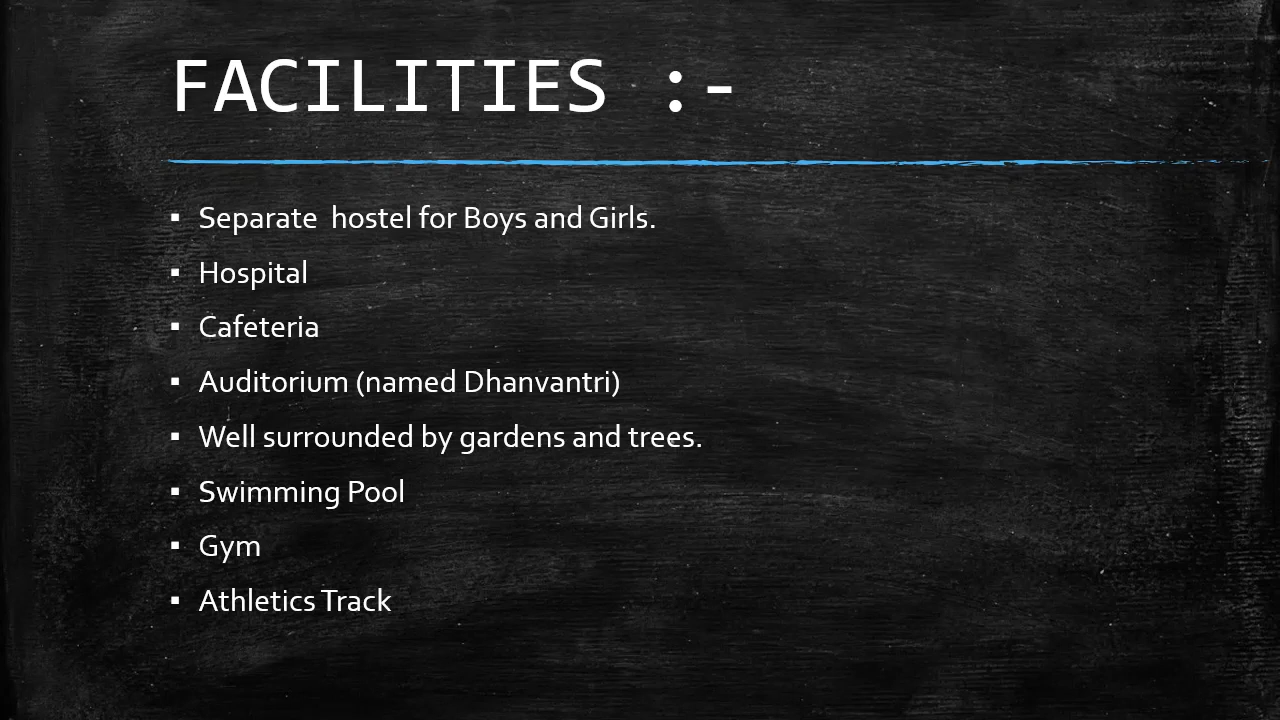 FACILITIES :-
▪ Separate  hostel for Boys and Girls.
▪ Hospital
▪ Cafeteria
▪ Auditorium (named Dhanvantri)
▪ Well surrounded by gardens and trees.
▪ Swimming Pool
▪ Gym
▪ Athletics Track